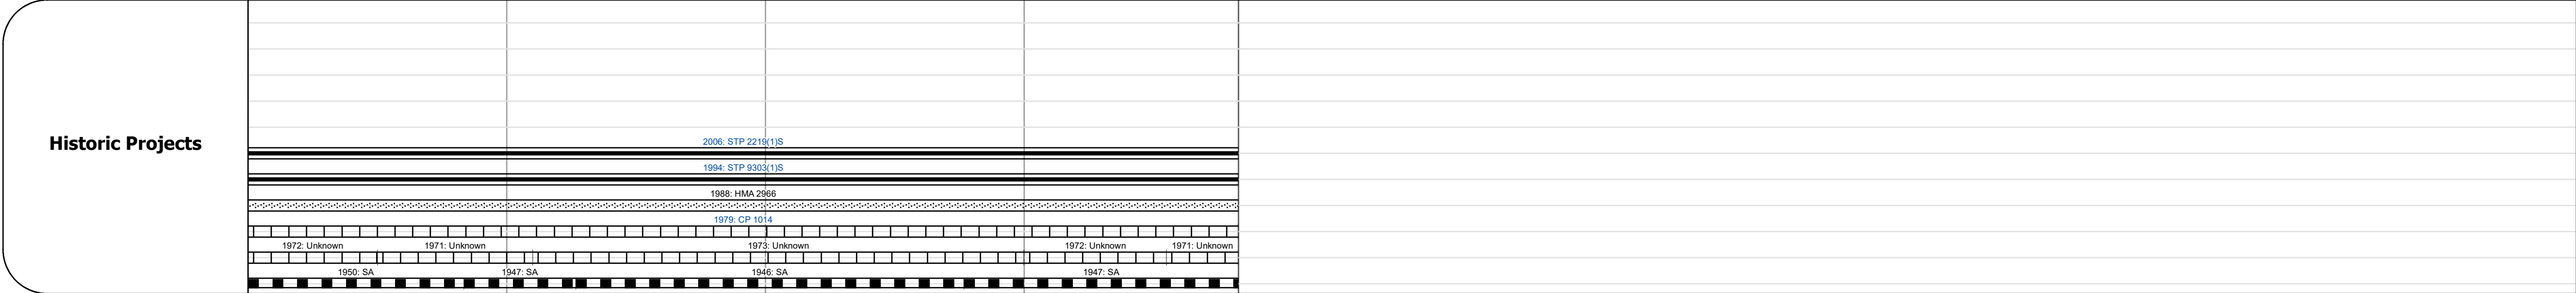 Historic Projects
2006: STP 2219(1)S
1994: STP 9303(1)S
1988: HMA 2966
1979: CP 1014
1972: Unknown 1971: Unknown 1973: Unknown 1972: Unknown 1971: Unknown
1950: SA 1947: SA 1946: SA 1947: SA